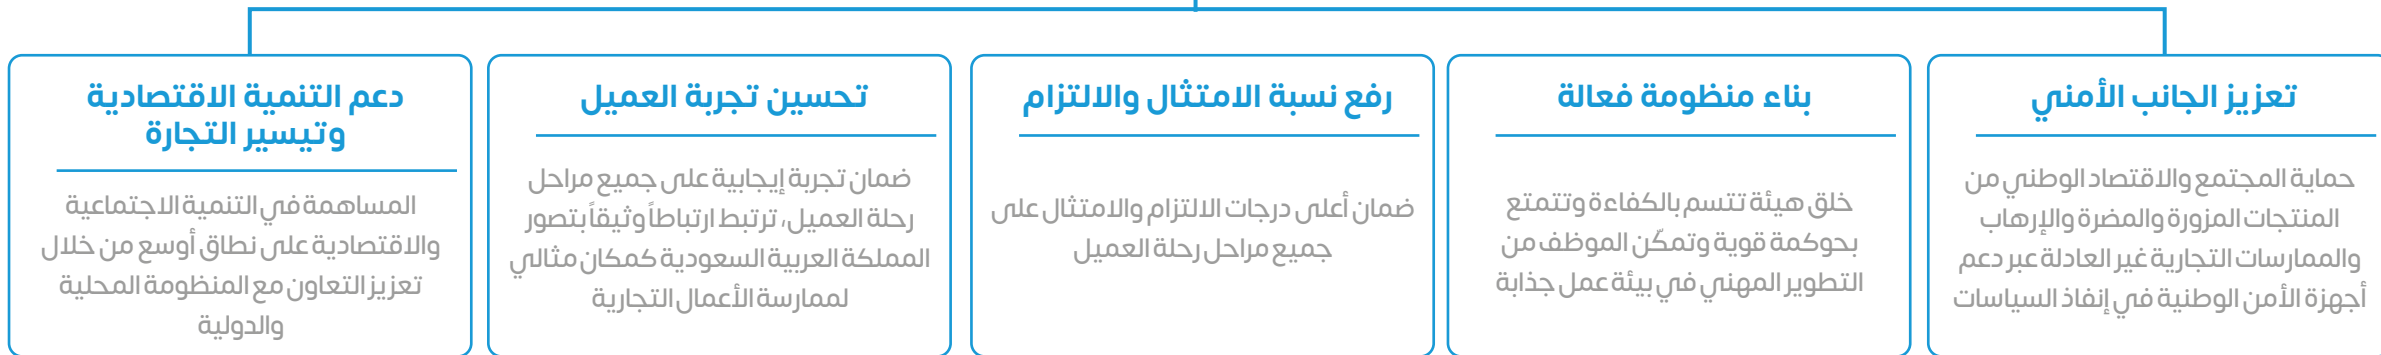 تعزيز الجانب الأمني
حماية المجتمع والاقتصاد الوطني من
المنتجات المزورة والمضرة والإرهاب
والممارسات التجارية غير العادلة عبر دعم
أجهزة الأمن الوطنية في إنفاذ السياسات
بناء منظومة فعالة
خلق هيئة تتسم بالكفاءة وتتمتع
بحوكمة قوية وتمكّن الموظف من
التطوير المهني في بيئة عمل جذابة
رفع نسبة الامتثال والالتزام
ضمان أعلى درجات الالتزام والامتثال على
جميع مراحل رحلة العميل
تحسين تجربة العميل
ضمان تجربة إيجابية على جميع مراحل
رحلة العميل، ترتبط ارتباطاً وثيقاً بتصور
المملكة العربية السعودية كمكان مثالي
لممارسة الأعمال التجارية
دعم التنمية الاقتصادية
وتيسير التجارة
المساهمة في التنمية الاجتماعية
والاقتصادية على نطاق أوسع من خلال
تعزيز التعاون مع المنظومة المحلية
والدولية